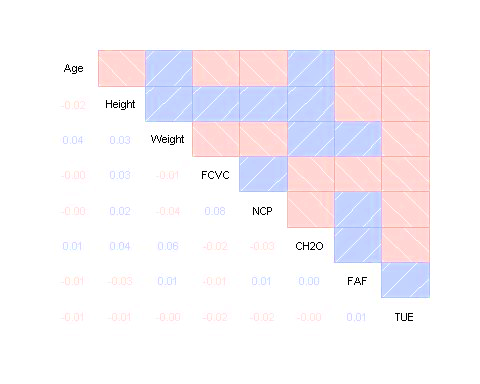 Age
-0.02 Height
0.04 0.03 Weight
-0.00 0.03 -0.01 FCVC
-0.00 0.02 -0.04 0.08 NCP
0.01 0.04 0.06 -0.02 -0.03 CH2O
-0.01 -0.03 0.01 -0.01 0.01 0.00 FAF
-0.01 -0.01 -0.00 -0.02 -0.02 -0.00 0.01 TUE